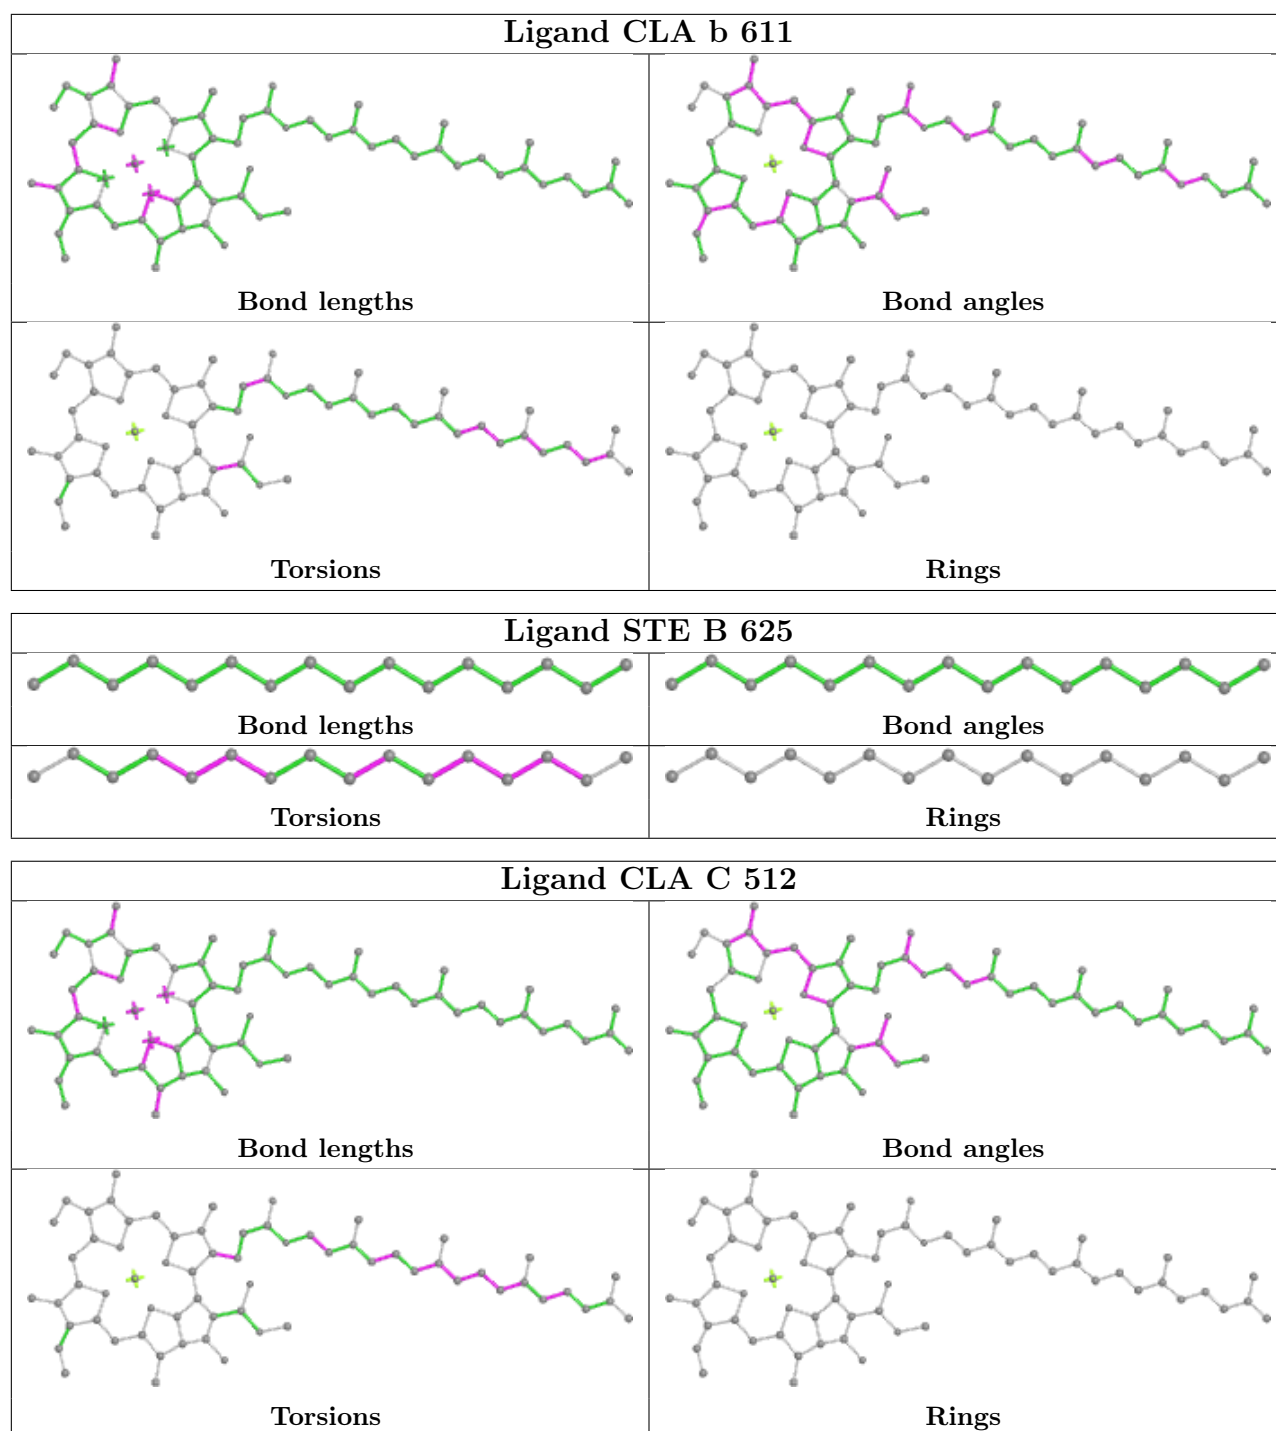 Ligand CLA b 611
Bond lengths
Bond angles
Torsions
Rings
Ligand STE B 625
Bond lengths
Bond angles
Torsions
Rings
Ligand CLA C 512
Bond lengths
Bond angles
Torsions
Rings